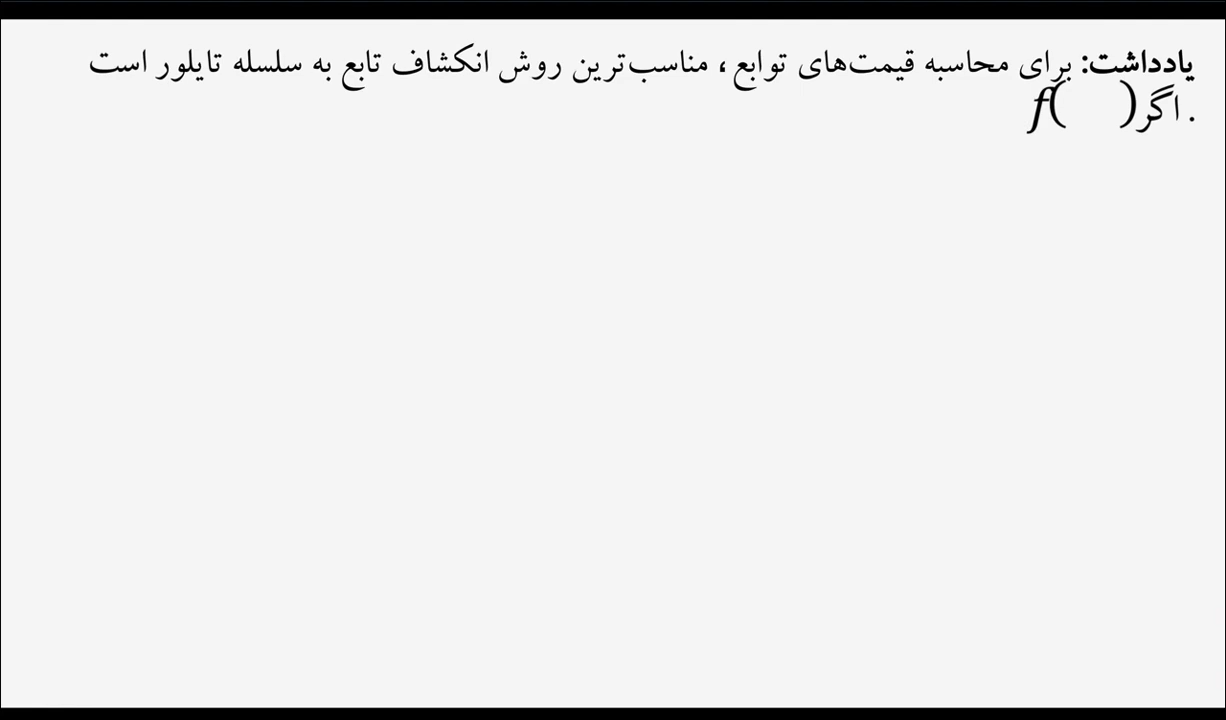 یادداشت: برای محاسبه قیمت‌های توابع، مناسب‌ترین روش انکشاف تابع به سلسله تایلور است
. اگر f( )